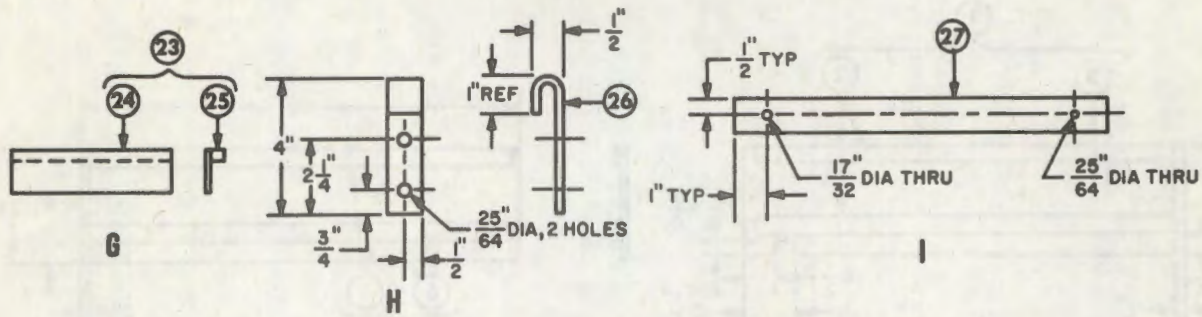 23
24
25
G
4"
2 1/4"
3/4"
1"/2
25"/64 DIA, 2 HOLES
H
1" REF
1"/2
26
27
1"/2 TYP
1" TYP
17"/32 DIA THRU
25"/64 DIA THRU
I